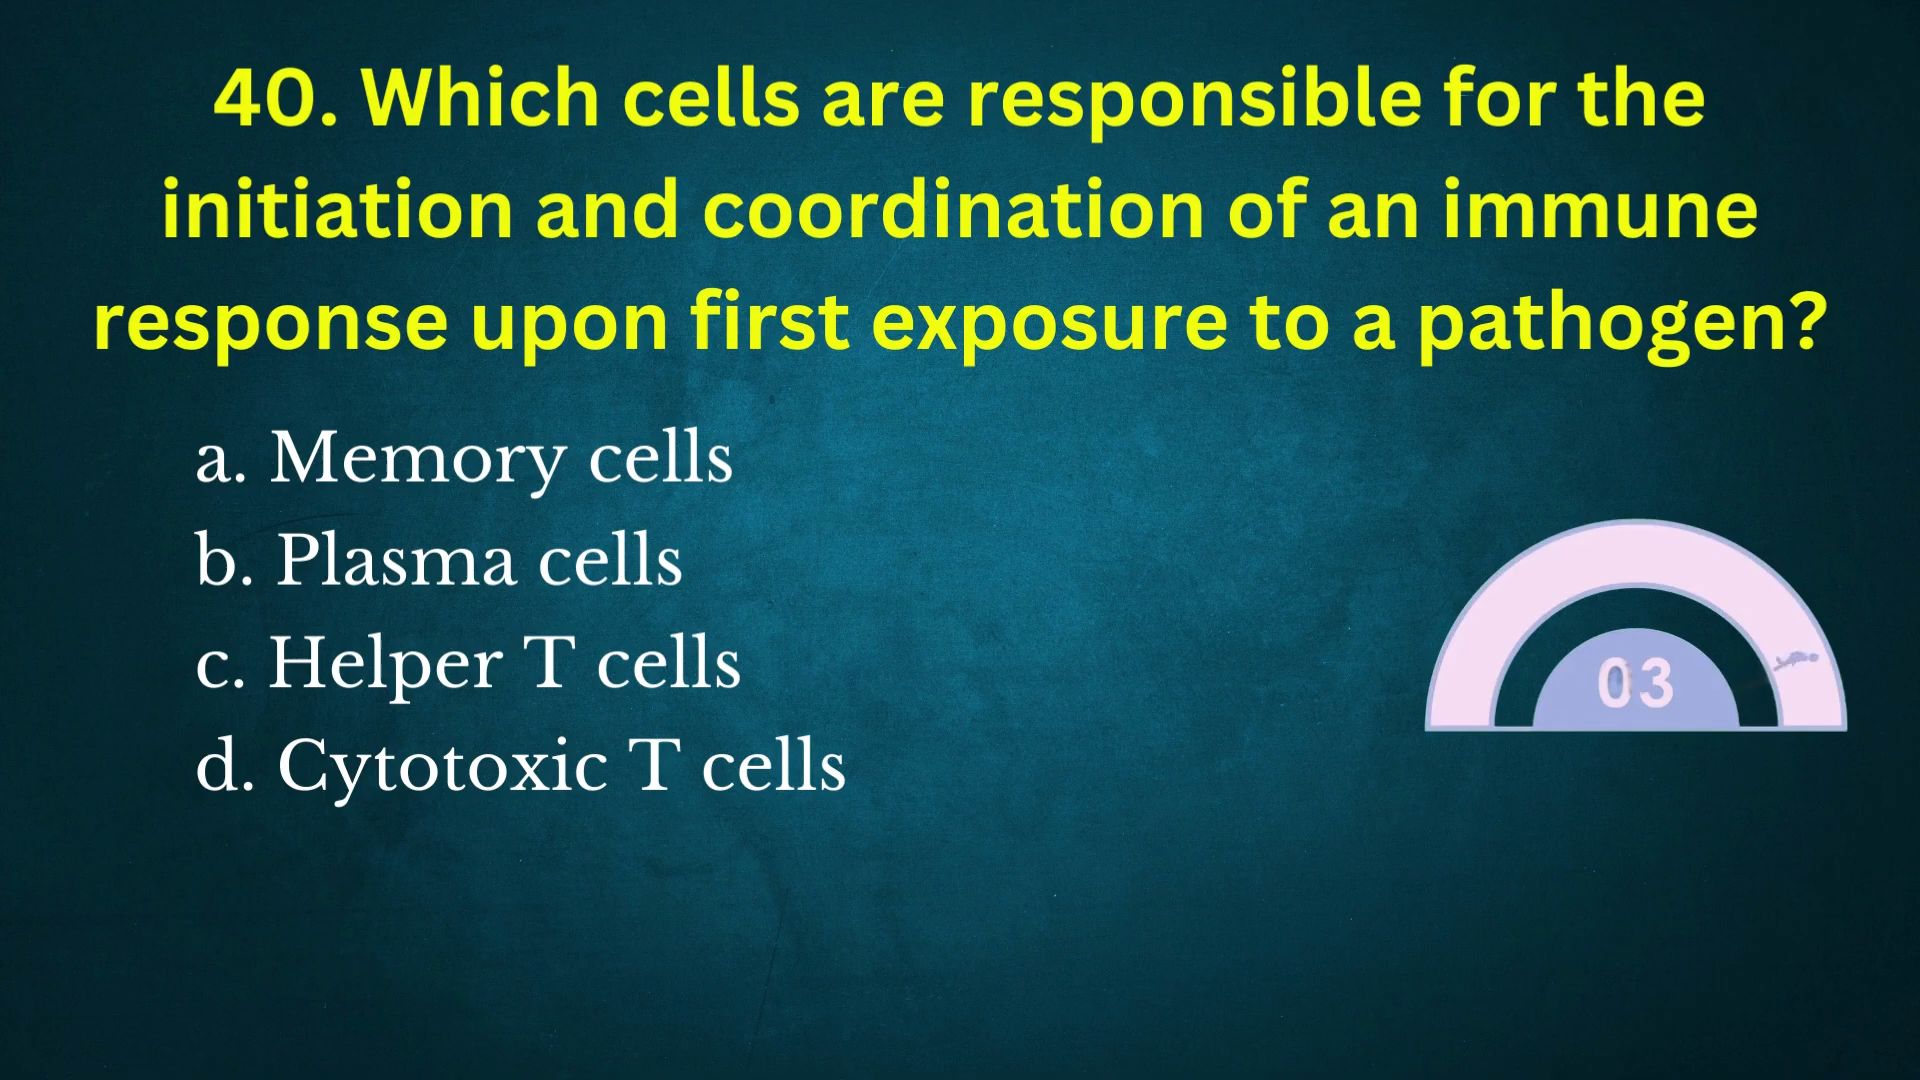 40. Which cells are responsible for the
initiation and coordination of an immune
response upon first exposure to a pathogen?
a. Memory cells
b. Plasma cells
c. Helper T cells
d. Cytotoxic T cells
03